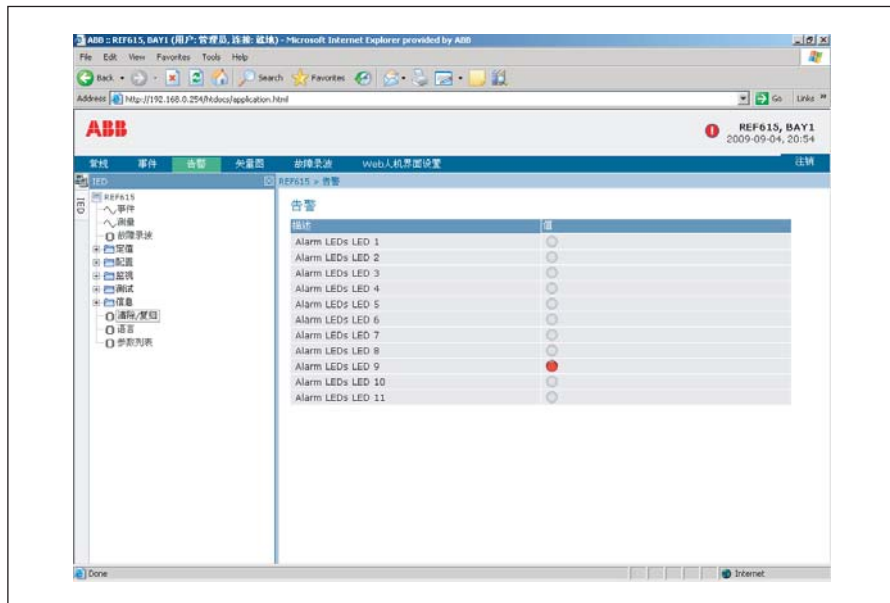 ABB :: REF615, BAY1 (用户: 管理员, 连接: 就地) - Microsoft Internet Explorer provided by ABB
File Edit View Favorites Tools Help
Back Search Favorites
Address http://192.168.0.254/htdocs/application.html Go Links »
ABB
REF615, BAY1
2009-09-04, 20:54
常规 事件 告警 矢量图 故障录波 Web人机界面设置 注销
IED
REF615 > 告警
IED
REF615
事件
测量
故障录波
定值
配置
监视
测试
信息
清除/复归
语言
参数列表
告警
描述 值
Alarm LEDs LED 1
Alarm LEDs LED 2
Alarm LEDs LED 3
Alarm LEDs LED 4
Alarm LEDs LED 5
Alarm LEDs LED 6
Alarm LEDs LED 7
Alarm LEDs LED 8
Alarm LEDs LED 9
Alarm LEDs LED 10
Alarm LEDs LED 11
Done Internet